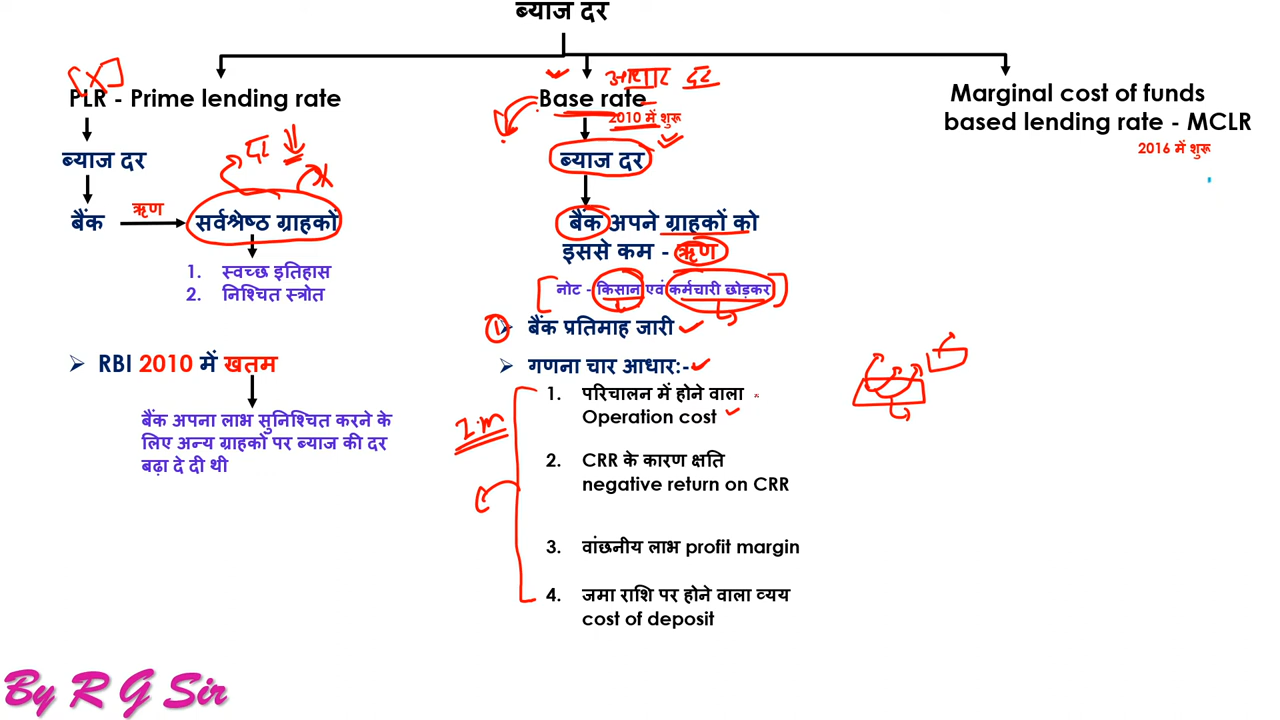 ब्याज दर
PLR - Prime lending rate
ब्याज दर
बैंक
ऋण
सर्वश्रेष्ठ ग्राहकों
दर
1. स्वच्छ इतिहास
2. निश्चित स्त्रोत
➢ RBI 2010 में खतम
बैंक अपना लाभ सुनिश्चित करने के
लिए अन्य ग्राहकों पर ब्याज की दर
बढ़ा दे दी थी
आधार दर
Base rate
2010 में शुरू
ब्याज दर
बैंक अपने ग्राहकों को
इससे कम - ऋण
नोट - किसान एवं कर्मचारी छोड़कर
① ➢ बैंक प्रतिमाह जारी
➢ गणना चार आधार:-
1. परिचालन में होने वाला
Operation cost
2. CRR के कारण क्षति
negative return on CRR
3. वांछनीय लाभ profit margin
4. जमा राशि पर होने वाला व्यय
cost of deposit
Marginal cost of funds
based lending rate - MCLR
2016 में शुरू
By R G Sir